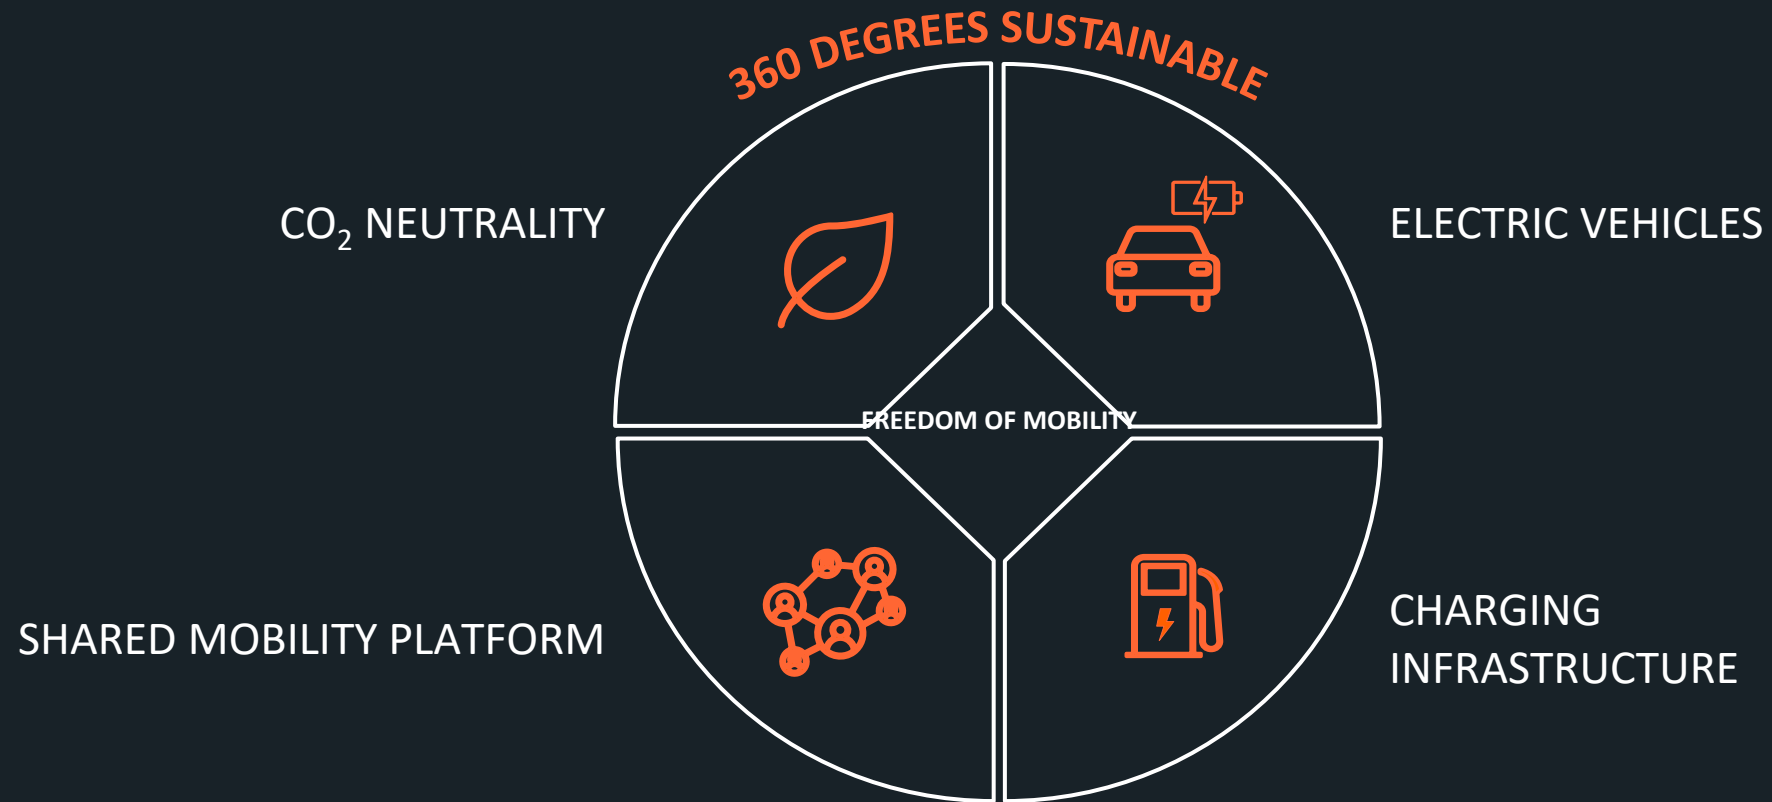 360 DEGREES SUSTAINABLE
CO₂ NEUTRALITY
ELECTRIC VEHICLES
FREEDOM OF MOBILITY
SHARED MOBILITY PLATFORM
CHARGING
INFRASTRUCTURE